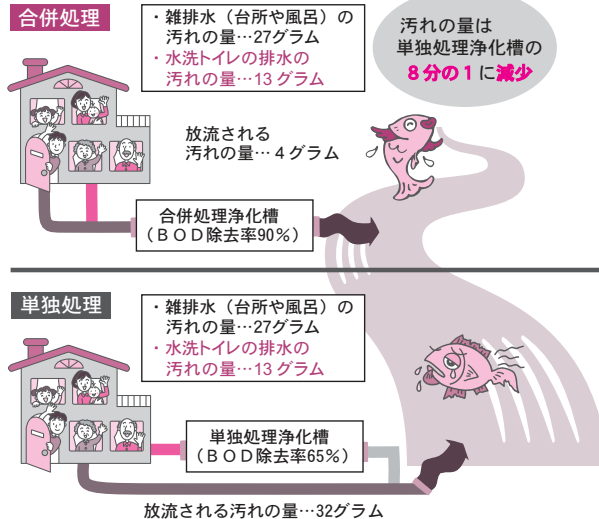 合併処理
・雑排水（台所や風呂）の
汚れの量…27グラム
・水洗トイレの排水の
汚れの量…13グラム
汚れの量は
単独処理浄化槽の
8分の1に減少
放流される
汚れの量…4グラム
合併処理浄化槽
（BOD除去率90%）
単独処理
・雑排水（台所や風呂）の
汚れの量…27グラム
・水洗トイレの排水の
汚れの量…13グラム
単独処理浄化槽
（BOD除去率65%）
放流される汚れの量…32グラム